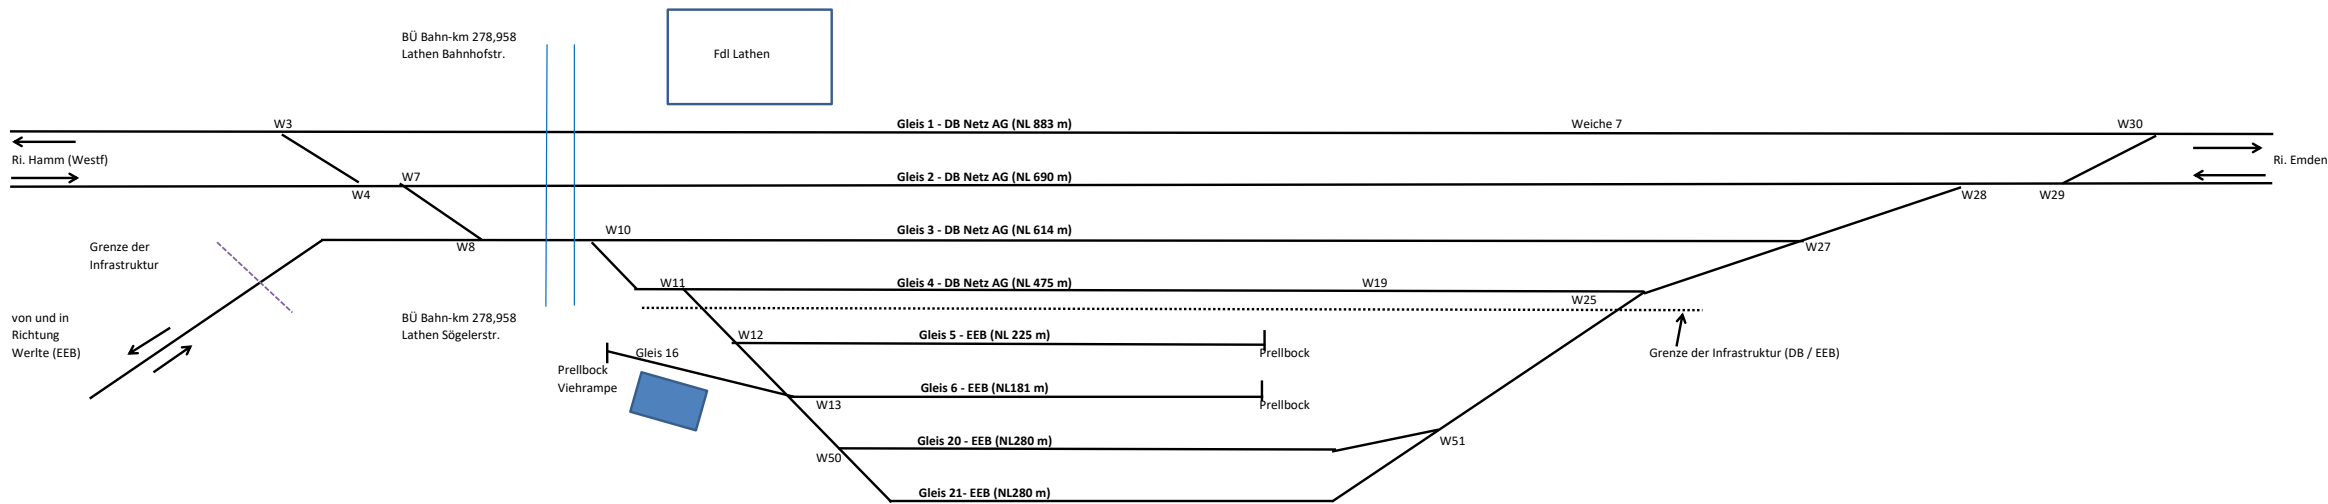 BÜ Bahn-km 278,958
Lathen Bahnhofstr.
Fdl Lathen
W3
Gleis 1 - DB Netz AG (NL 883 m)
Weiche 7
W30
Ri. Hamm (Westf)
Ri. Emden
W7
Gleis 2 - DB Netz AG (NL 690 m)
W4
W28
W29
W10
Gleis 3 - DB Netz AG (NL 614 m)
Grenze der
Infrastruktur
W8
W27
W11
Gleis 4 - DB Netz AG (NL 475 m)
W19
W25
von und in
Richtung
Werlte (EEB)
BÜ Bahn-km 278,958
Lathen Sögelerstr.
W12
Gleis 5 - EEB (NL 225 m)
Gleis 16
Prellbock
Grenze der Infrastruktur (DB / EEB)
Prellbock
Viehrampe
Gleis 6 - EEB (NL181 m)
W13
Prellbock
Gleis 20 - EEB (NL280 m)
W51
W50
Gleis 21- EEB (NL280 m)